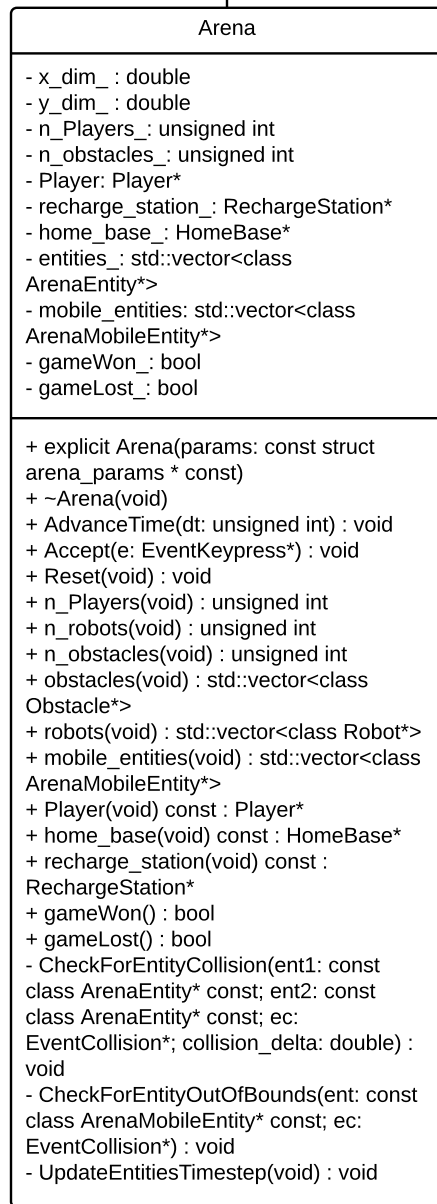 Arena
- x_dim_ : double
- y_dim_ : double
- n_Players_: unsigned int
- n_obstacles_: unsigned int
- Player: Player*
- recharge_station_: RechargeStation*
- home_base_: HomeBase*
- entities_: std::vector<class
ArenaEntity*>
- mobile_entities: std::vector<class
ArenaMobileEntity*>
- gameWon_: bool
- gameLost_: bool
+ explicit Arena(params: const struct
arena_params * const)
+ ~Arena(void)
+ AdvanceTime(dt: unsigned int) : void
+ Accept(e: EventKeypress*) : void
+ Reset(void) : void
+ n_Players(void) : unsigned int
+ n_robots(void) : unsigned int
+ n_obstacles(void) : unsigned int
+ obstacles(void) : std::vector<class
Obstacle*>
+ robots(void) : std::vector<class Robot*>
+ mobile_entities(void) : std::vector<class
ArenaMobileEntity*>
+ Player(void) const : Player*
+ home_base(void) const : HomeBase*
+ recharge_station(void) const :
RechargeStation*
+ gameWon() : bool
+ gameLost() : bool
- CheckForEntityCollision(ent1: const
class ArenaEntity* const; ent2: const
class ArenaEntity* const; ec:
EventCollision*; collision_delta: double) :
void
- CheckForEntityOutOfBounds(ent: const
class ArenaMobileEntity* const; ec:
EventCollision*) : void
- UpdateEntitiesTimestep(void) : void